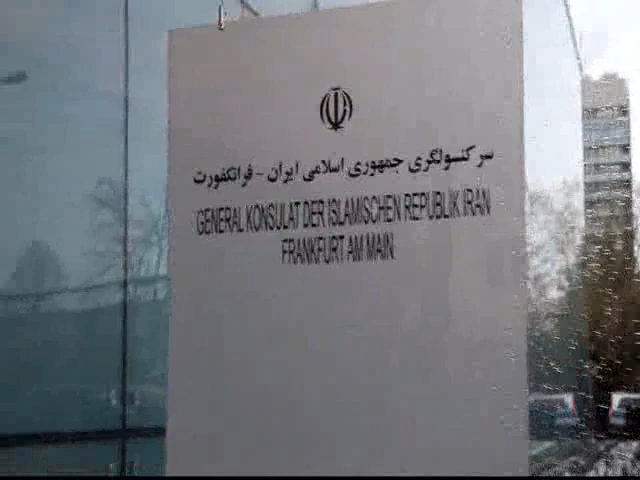 سرکنسولگری جمهوری اسلامی ایران - فرانکفورت
GENERAL KONSULAT DER ISLAMISCHEN REPUBLIK IRAN
FRANKFURT AM MAIN